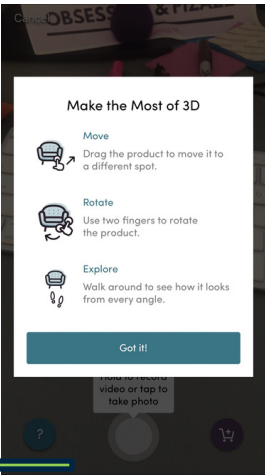 Cancel
OBSESS
& PIZZA
Make the Most of 3D
Move
Drag the product to move it to
a different spot.
Rotate
Use two fingers to rotate
the product.
Explore
Walk around to see how it looks
from every angle.
Got it!
Hold to record
video or tap to
take photo
?